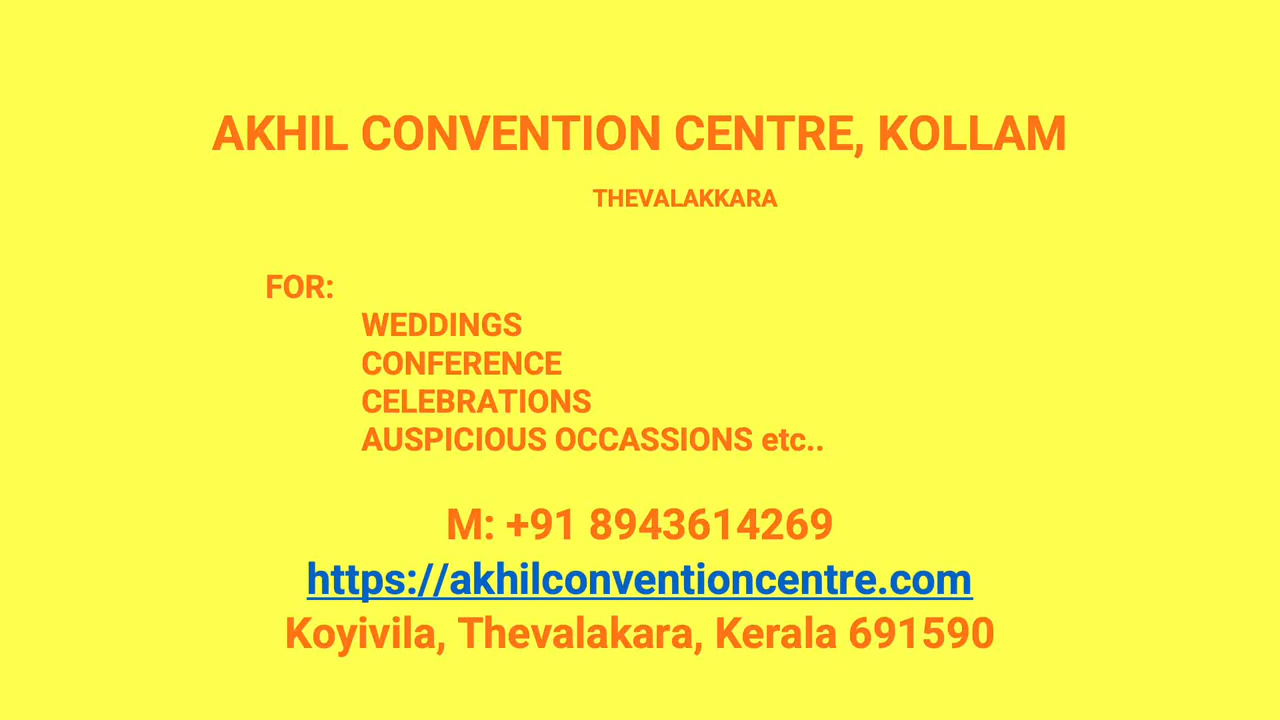 AKHIL CONVENTION CENTRE, KOLLAM
THEVALAKKARA
FOR:
WEDDINGS
CONFERENCE
CELEBRATIONS
AUSPICIOUS OCCASSIONS etc..
M: +91 8943614269
https://akhilconventioncentre.com
Koyivila, Thevalakara, Kerala 691590